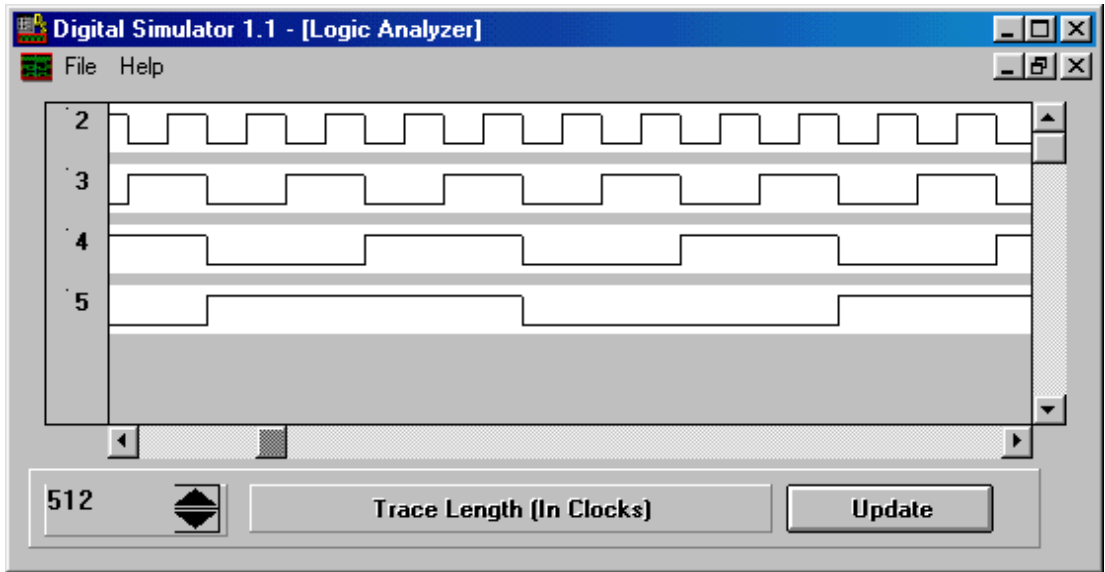 Digital Simulator 1.1 - [Logic Analyzer]
File Help
2
3
4
5
512
Trace Length (In Clocks)
Update